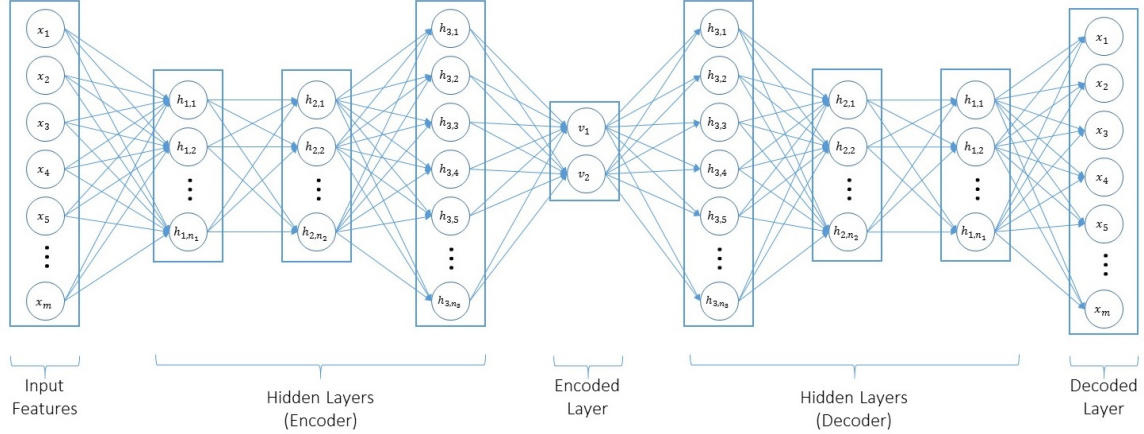 x₁
x₂
x₃
x₄
x₅
⋮
xₘ
h₁,₁
h₁,₂
⋮
h₁,ₙ₁
h₂,₁
h₂,₂
⋮
h₂,ₙ₂
h₃,₁
h₃,₂
h₃,₃
h₃,₄
h₃,₅
⋮
h₃,ₙ₃
v₁
v₂
h₃,₁
h₃,₂
h₃,₃
h₃,₄
h₃,₅
⋮
h₃,ₙ₃
h₂,₁
h₂,₂
⋮
h₂,ₙ₂
h₁,₁
h₁,₂
⋮
h₁,ₙ₁
x₁
x₂
x₃
x₄
x₅
⋮
xₘ
Input
Features
Hidden Layers
(Encoder)
Encoded
Layer
Hidden Layers
(Decoder)
Decoded
Layer